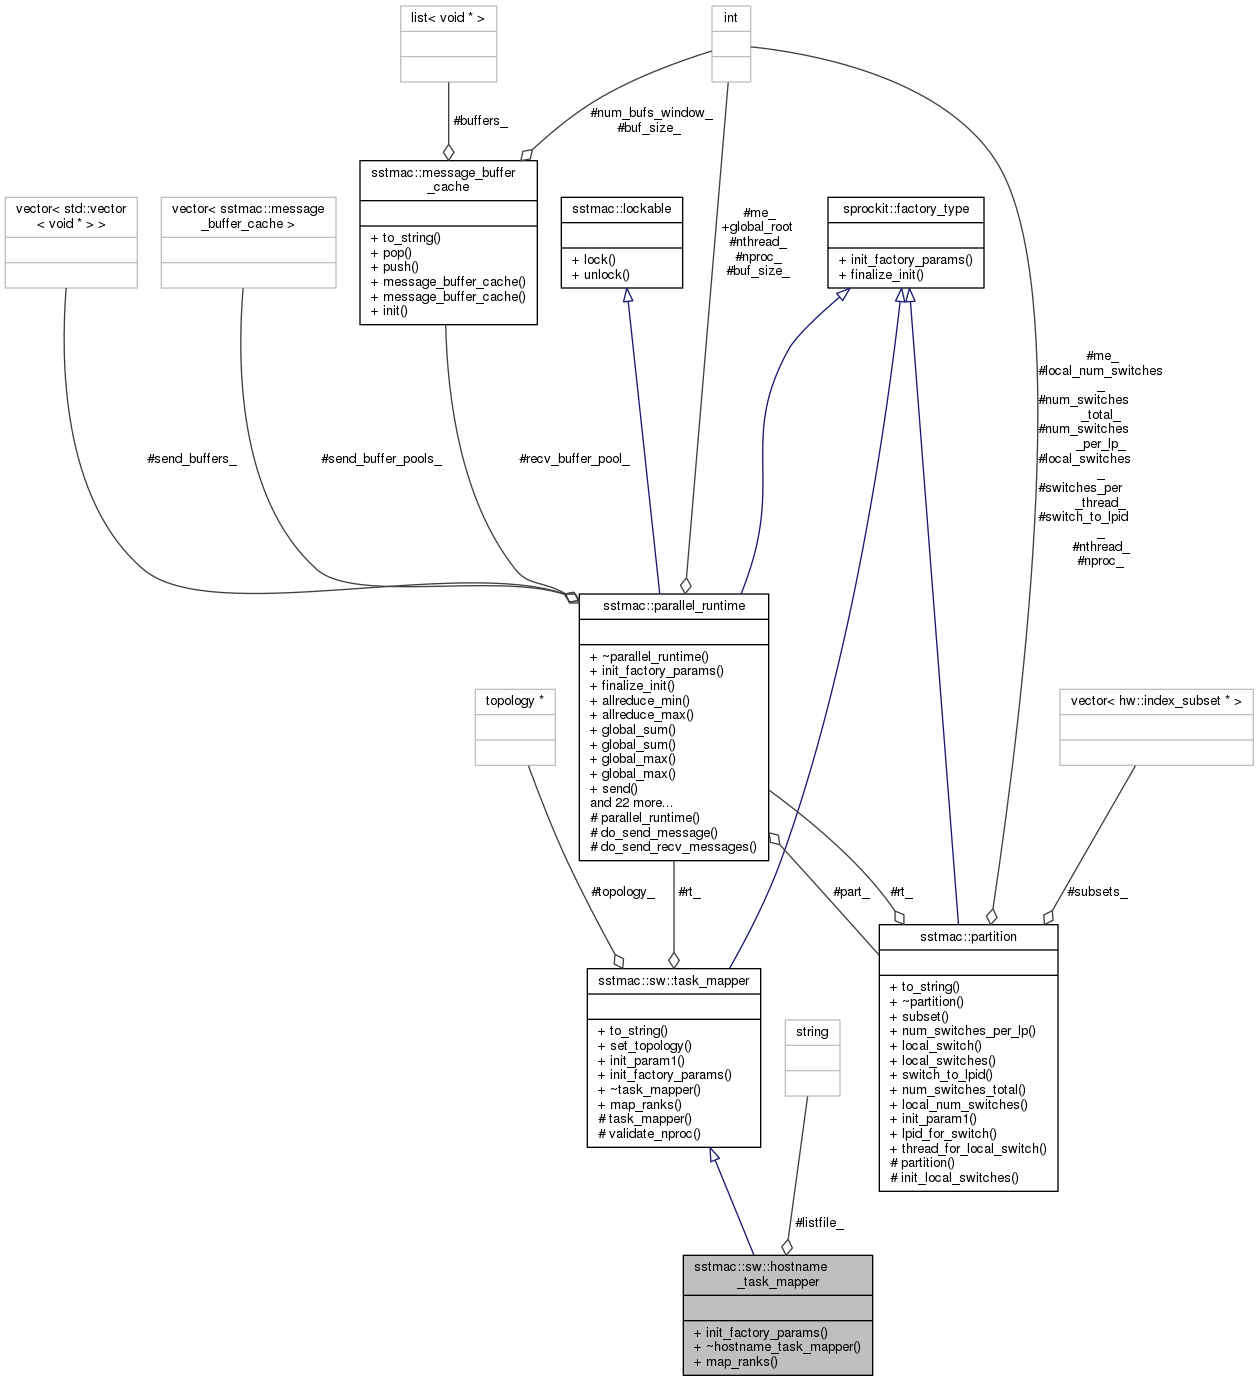 list< void * >
int
#buffers_
#num_bufs_window_
#buf_size_
sstmac::message_buffer
_cache
+ to_string()
+ pop()
+ push()
+ message_buffer_cache()
+ message_buffer_cache()
+ init()
vector< std::vector
< void * > >
vector< sstmac::message
_buffer_cache >
sstmac::lockable
+ lock()
+ unlock()
#me_
+global_root
#nthread_
#nproc_
#buf_size_
sprockit::factory_type
+ init_factory_params()
+ finalize_init()
#me_
#local_num_switches
_
#num_switches
_total_
#num_switches
_per_lp_
#local_switches
_
#switches_per
_thread_
#switch_to_lpid
_
#nthread_
#nproc_
#send_buffers_
#send_buffer_pools_
#recv_buffer_pool_
sstmac::parallel_runtime
+ ~parallel_runtime()
+ init_factory_params()
+ finalize_init()
+ allreduce_min()
+ allreduce_max()
+ global_sum()
+ global_sum()
+ global_max()
+ global_max()
+ send()
and 22 more...
# parallel_runtime()
# do_send_message()
# do_send_recv_messages()
topology *
vector< hw::index_subset * >
#topology_
#rt_
#part_
#rt_
#subsets_
sstmac::partition
+ to_string()
+ ~partition()
+ subset()
+ num_switches_per_lp()
+ local_switch()
+ local_switches()
+ switch_to_lpid()
+ num_switches_total()
+ local_num_switches()
+ init_param1()
+ lpid_for_switch()
+ thread_for_local_switch()
# partition()
# init_local_switches()
sstmac::sw::task_mapper
+ to_string()
+ set_topology()
+ init_param1()
+ init_factory_params()
+ ~task_mapper()
+ map_ranks()
# task_mapper()
# validate_nproc()
string
#listfile_
sstmac::sw::hostname
_task_mapper
+ init_factory_params()
+ ~hostname_task_mapper()
+ map_ranks()